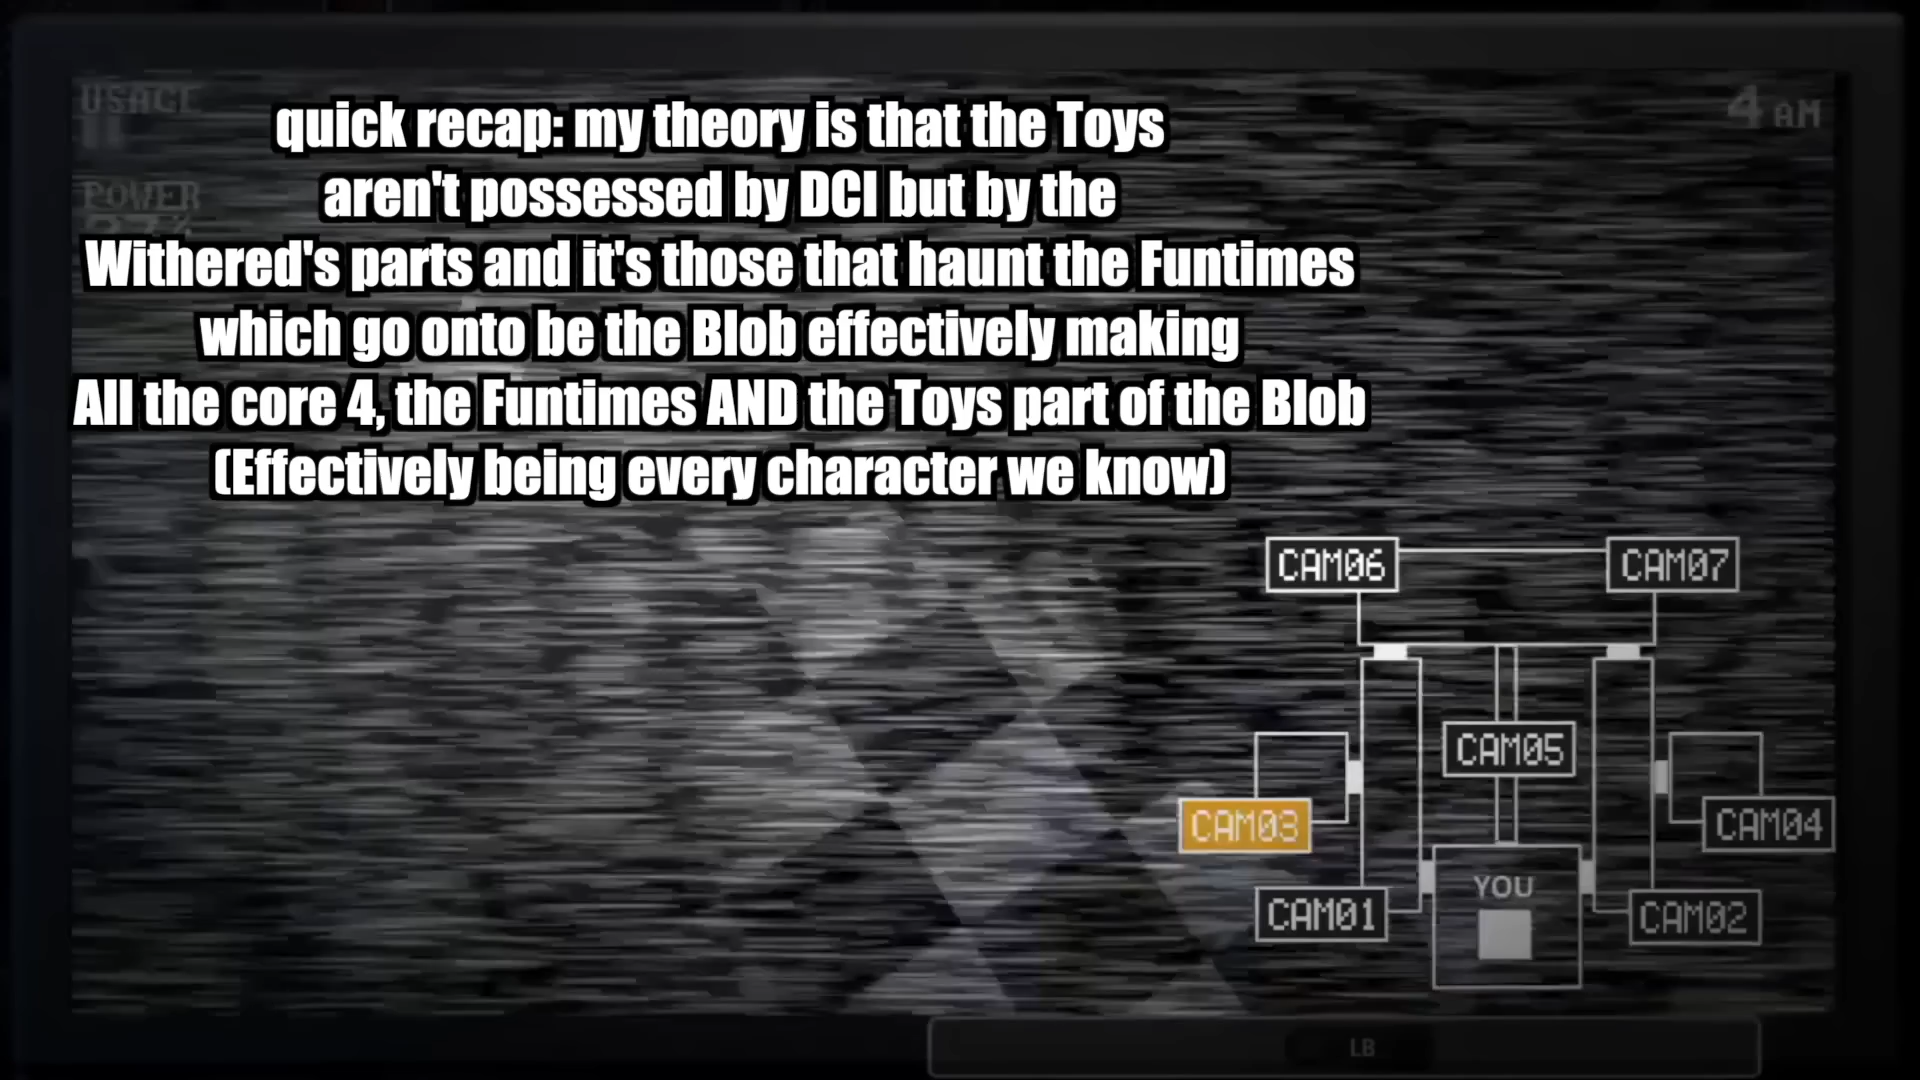 USAGE
4 AM
quick recap: my theory is that the Toys
aren't possessed by DCI but by the
POWER
Withered's parts and it's those that haunt the Funtimes
which go onto be the Blob effectively making
All the core 4, the Funtimes AND the Toys part of the Blob
(Effectively being every character we know)
CAM06
CAM07
CAM05
CAM03
CAM04
YOU
CAM01
CAM02
LB